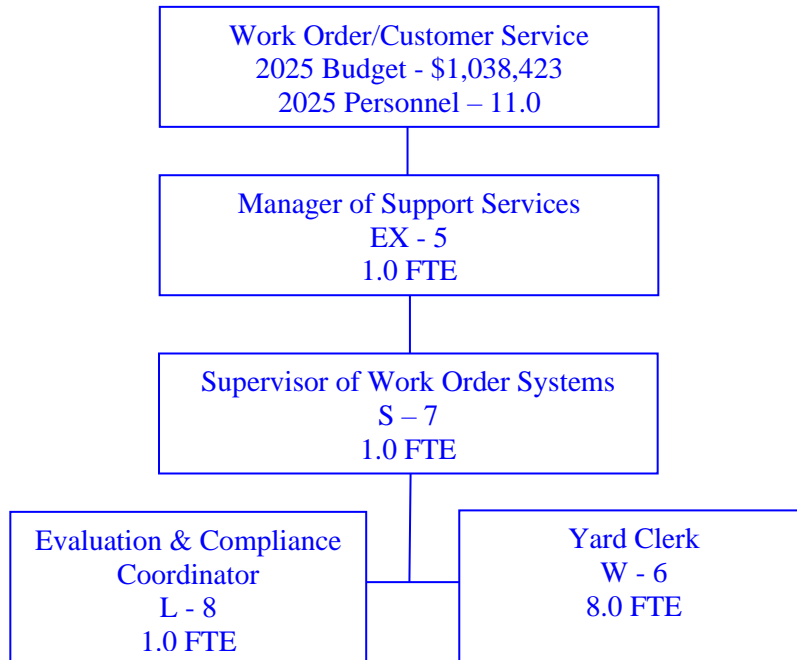 Work Order/Customer Service
2025 Budget - $1,038,423
2025 Personnel – 11.0
Manager of Support Services
EX - 5
1.0 FTE
Supervisor of Work Order Systems
S – 7
1.0 FTE
Evaluation & Compliance
Coordinator
L - 8
1.0 FTE
Yard Clerk
W - 6
8.0 FTE